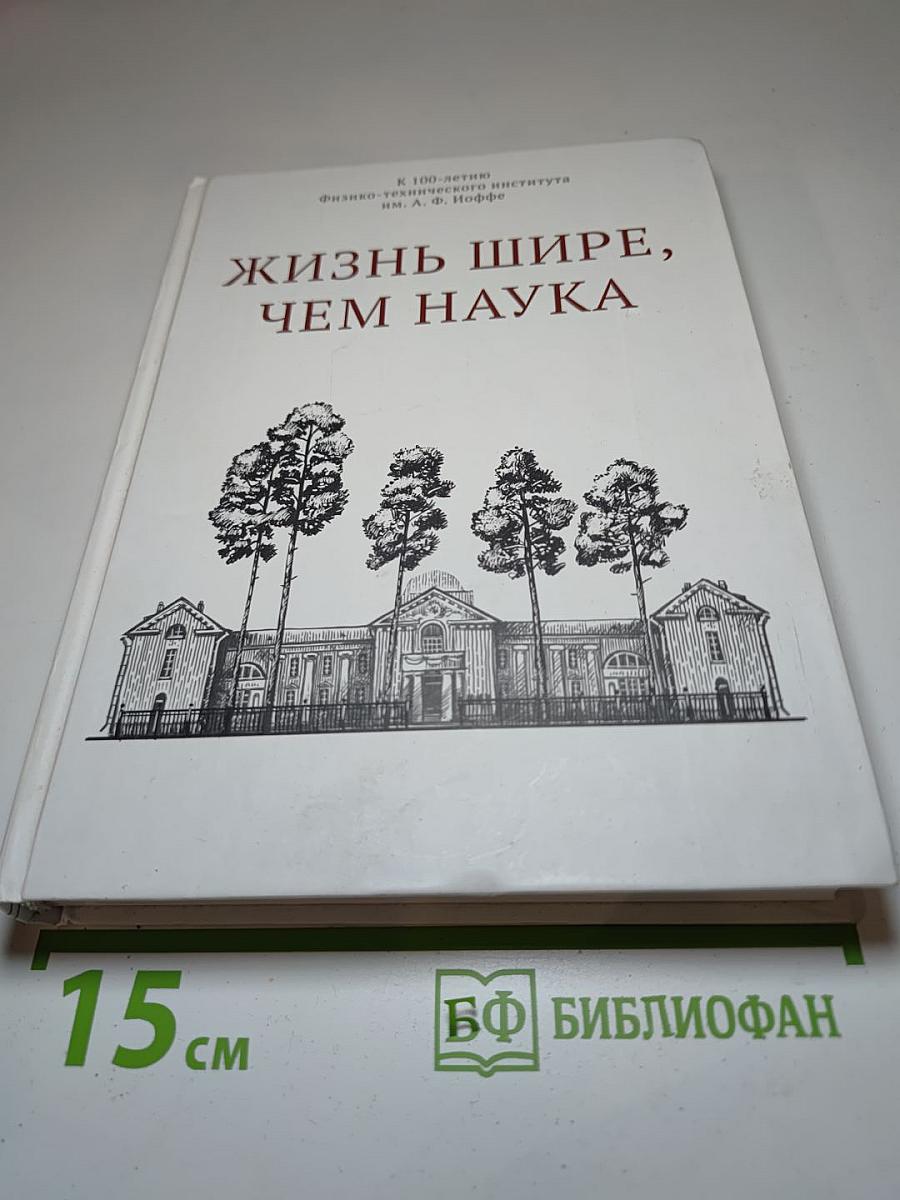 К 100-летию
Физико-технического института
им. А. Ф. Иоффе
ЖИЗНЬ ШИРЕ,
ЧЕМ НАУКА
15 см
БФ БИБЛИОФАН